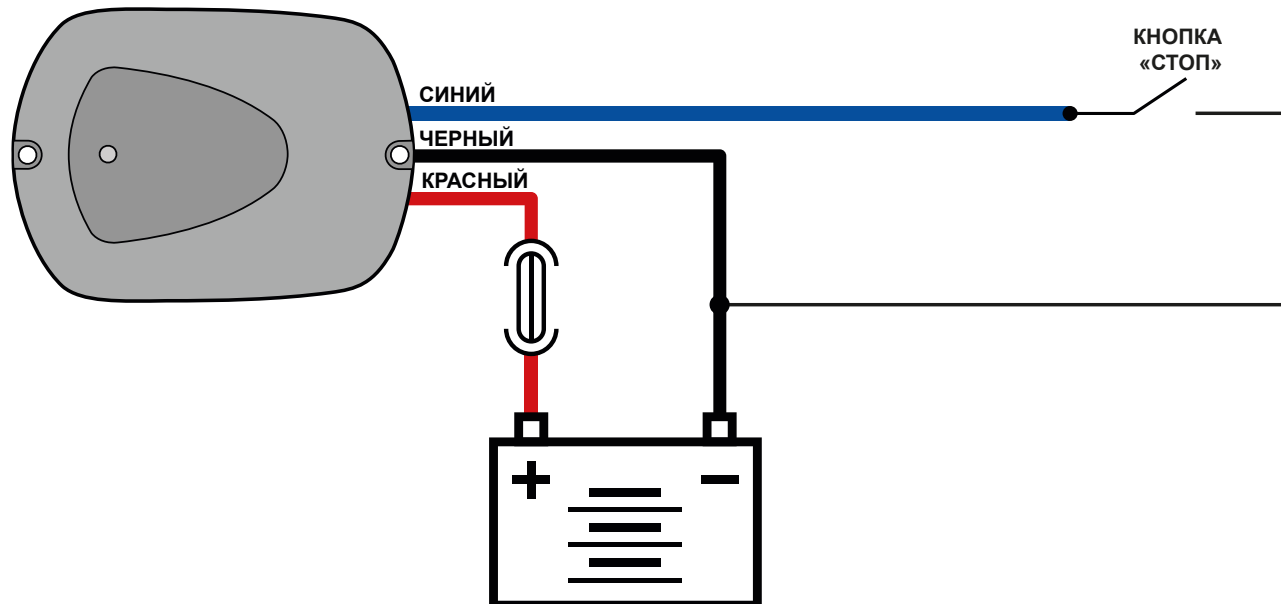 КНОПКА
«СТОП»
СИНИЙ
ЧЕРНЫЙ
КРАСНЫЙ
+ −